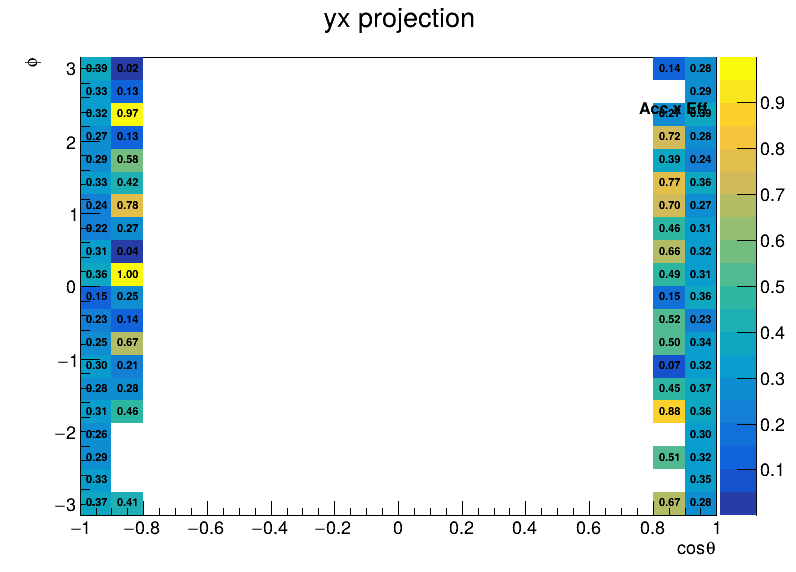 yx projection
ϕ
3 0.39 0.02 0.14 0.28
0.33 0.13 0.29
0.32 0.97 0.27 0.39 0.9
Acc x Eff
2 0.27 0.13 0.72 0.28 0.8
0.29 0.58 0.39 0.24
0.33 0.42 0.77 0.36 0.7
1 0.24 0.78 0.70 0.27
0.22 0.27 0.46 0.31 0.6
0.31 0.04 0.66 0.32
0 0.36 1.00 0.49 0.31 0.5
0.15 0.25 0.15 0.36
0.23 0.14 0.52 0.23 0.4
−1 0.25 0.67 0.50 0.34
0.30 0.21 0.07 0.32 0.3
0.28 0.28 0.45 0.37
0.31 0.46 0.88 0.36 0.2
−2 0.26 0.30
0.29 0.51 0.32 0.1
0.33 0.35
−3 0.37 0.41 0.67 0.28
−1 −0.8 −0.6 −0.4 −0.2 0 0.2 0.4 0.6 0.8 1
cosθ